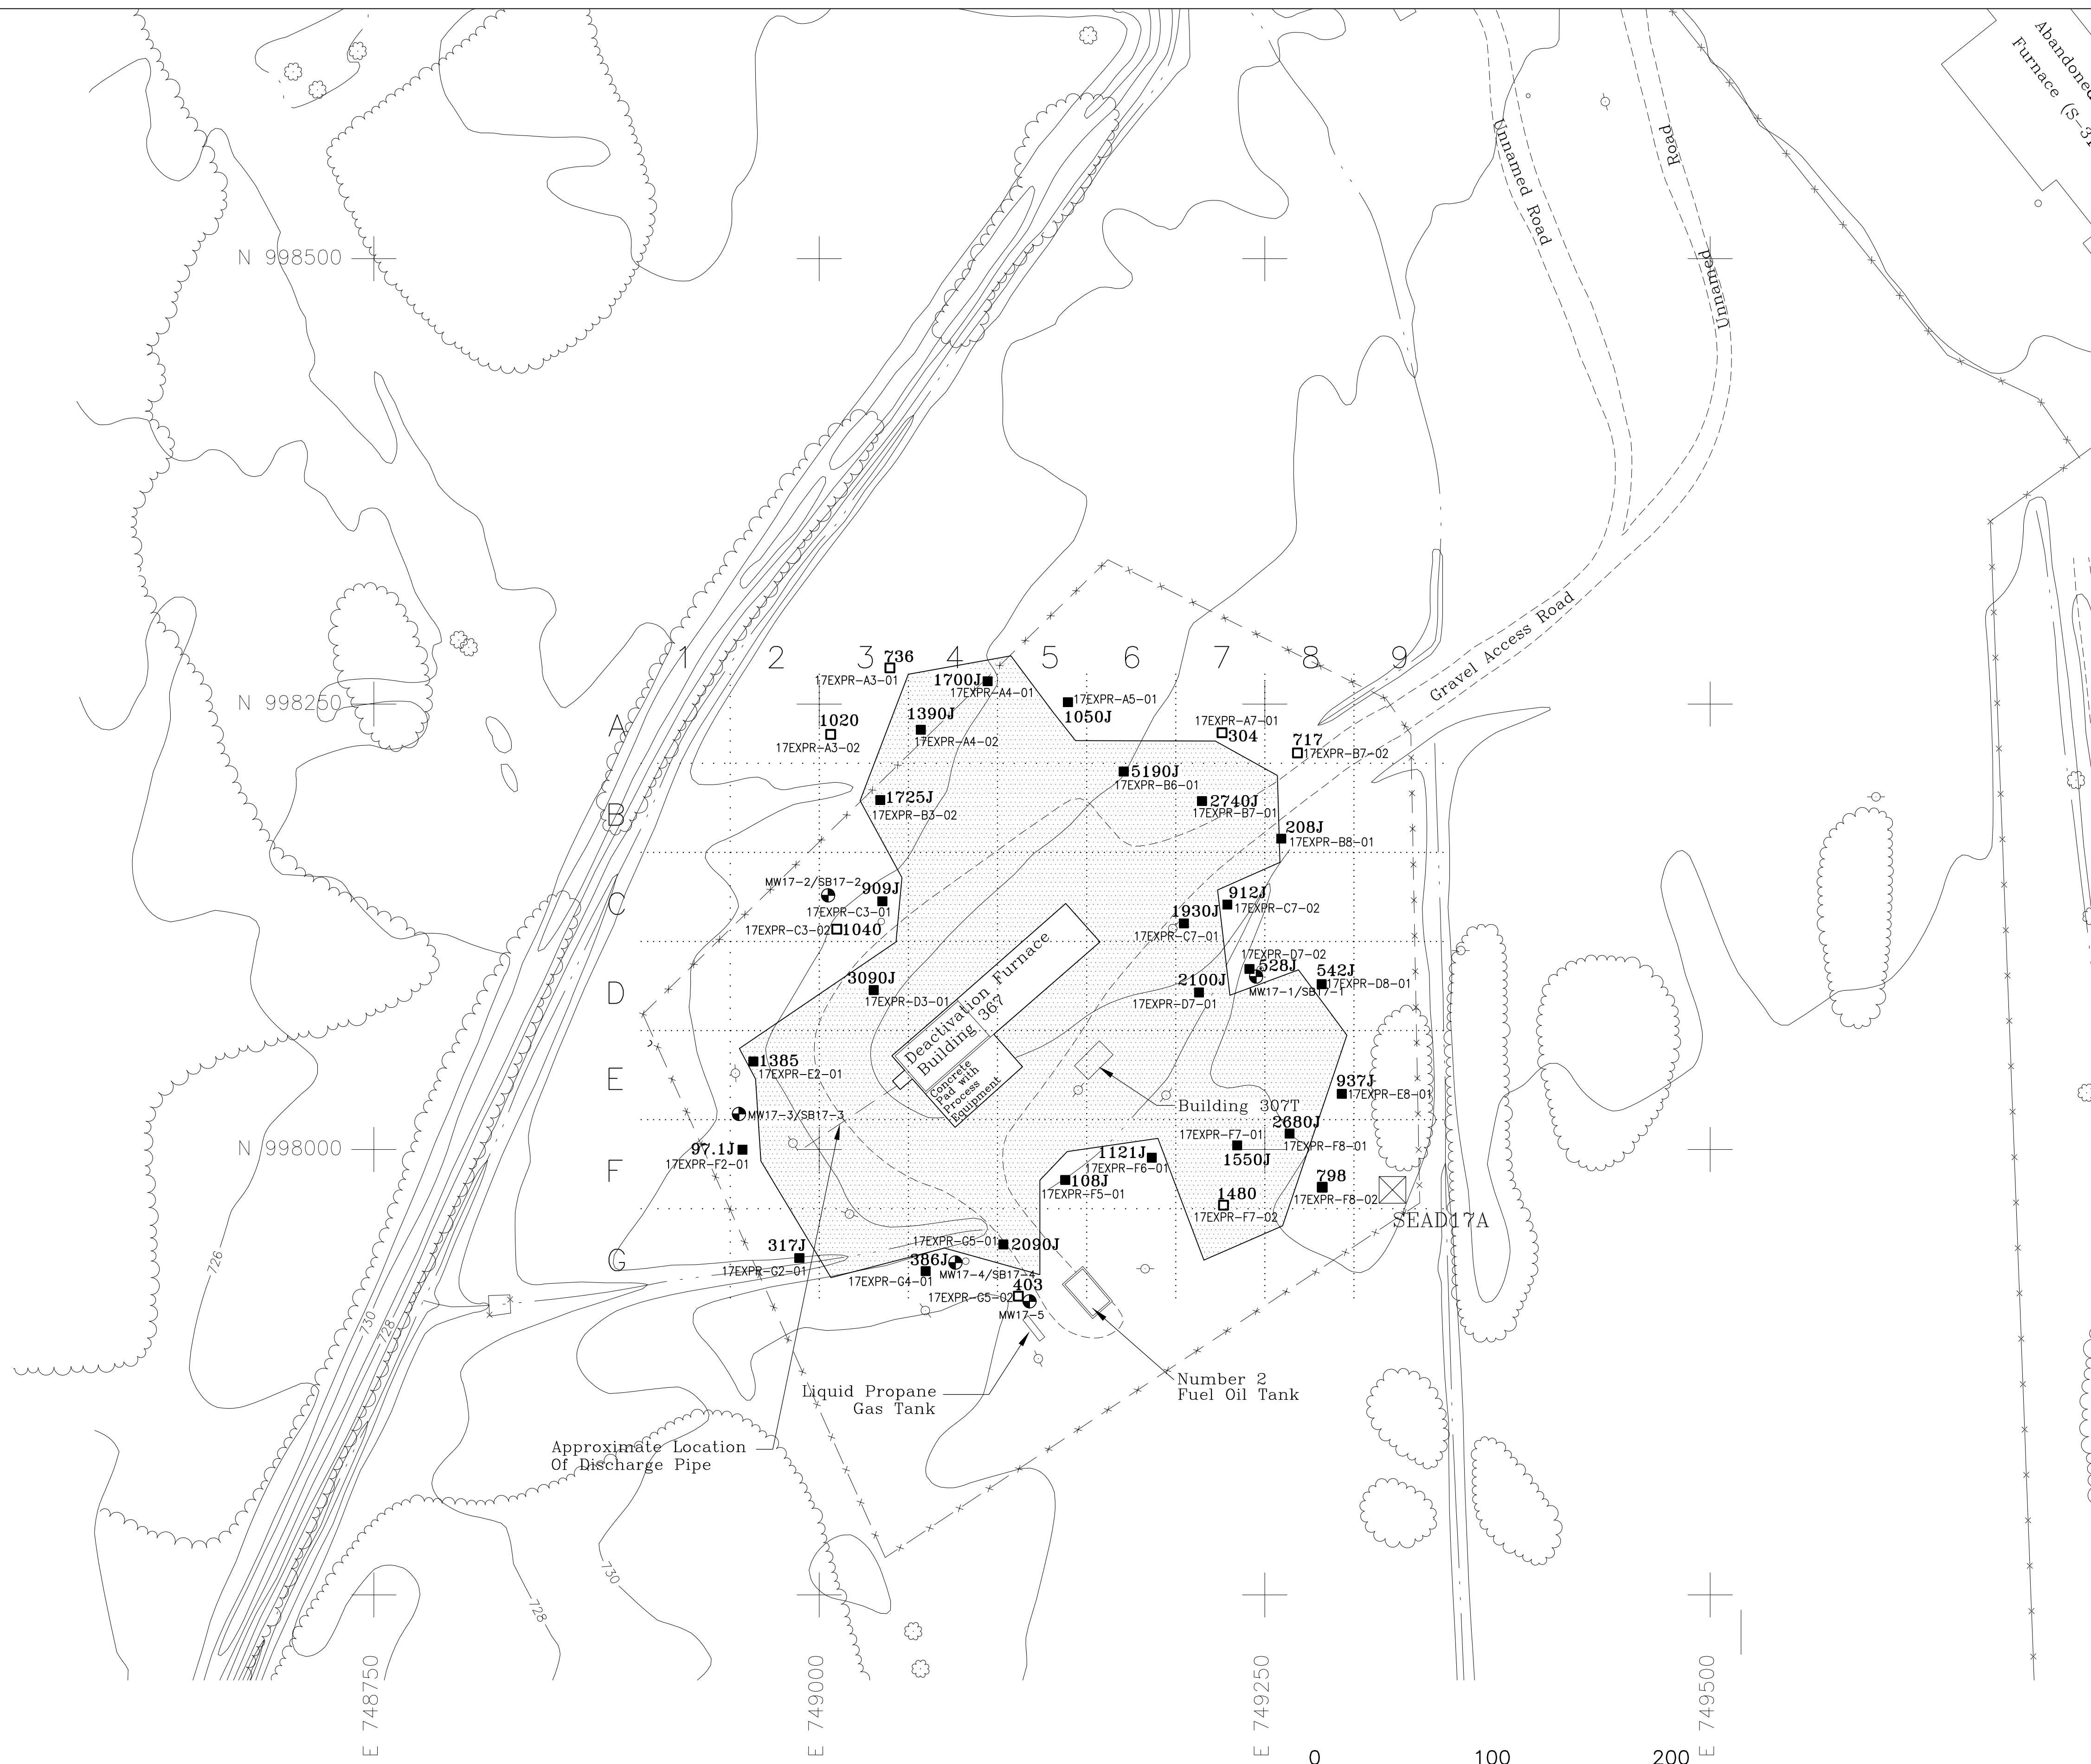 Abandoned
Furnace (S-31
Unnamed Road
Road
Unnamed
N 998500
1 2 3 4 5 6 7 8 9
736
17EXPR-A3-01
1700J
17EXPR-A4-01
Gravel Access Road
N 998250
17EXPR-A5-01
1050J
A
1020
17EXPR-A3-02
1390J
17EXPR-A4-02
17EXPR-A7-01
304
717
17EXPR-B7-02
5190J
17EXPR-B6-01
B
1725J
17EXPR-B3-02
2740J
17EXPR-B7-01
208J
17EXPR-B8-01
MW17-2/SB17-2
C
909J
17EXPR-C3-01
17EXPR-C3-02
1040
912J
17EXPR-C7-02
1930J
17EXPR-C7-01
D
3090J
17EXPR-D3-01
17EXPR-D7-02
528J
MW17-1/SB17-1
542J
17EXPR-D8-01
2100J
17EXPR-D7-01
Deactivation Furnace
Building 367
Concrete
Pad with
Process
Equipment
E
1385
17EXPR-E2-01
MW17-3/SB17-3
Building 307T
937J
17EXPR-E8-01
N 998000
F
97.1J
17EXPR-F2-01
1121J
17EXPR-F6-01
108J
17EXPR-F5-01
17EXPR-F7-01
1550J
2680J
17EXPR-F8-01
1480
17EXPR-F7-02
798
17EXPR-F8-02
SEAD17A
G
317J
17EXPR-G2-01
17EXPR-G5-01
2090J
386J
17EXPR-G4-01
MW17-4/SB17-4
403
17EXPR-G5-02
MW17-5
726
730
728
Liquid Propane
Gas Tank
Number 2
Fuel Oil Tank
Approximate Location
Of Discharge Pipe
730
728
E 748750
E 749000
E 749250
E 749500
0 100 200